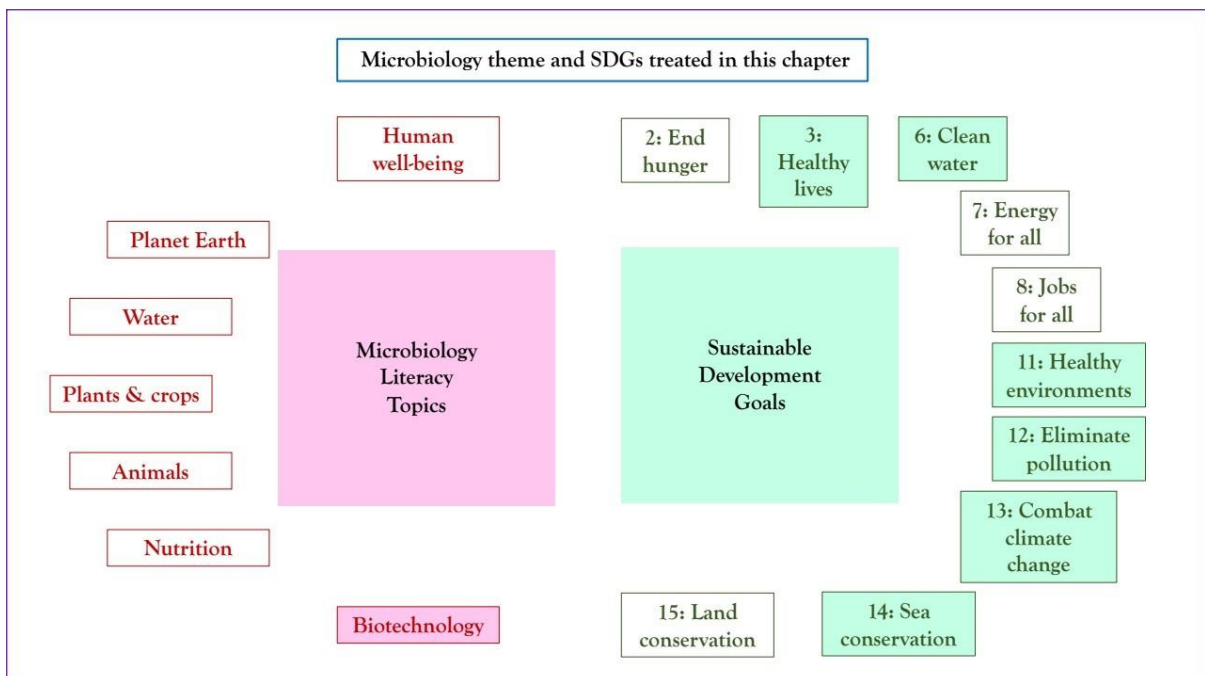 Microbiology theme and SDGs treated in this chapter
Human
well-being
Planet Earth
Water
Plants & crops
Animals
Nutrition
Biotechnology
Microbiology
Literacy
Topics
Sustainable
Development
Goals
2: End
hunger
3:
Healthy
lives
6: Clean
water
7: Energy
for all
8: Jobs
for all
11: Healthy
environments
12: Eliminate
pollution
13: Combat
climate
change
14: Sea
conservation
15: Land
conservation